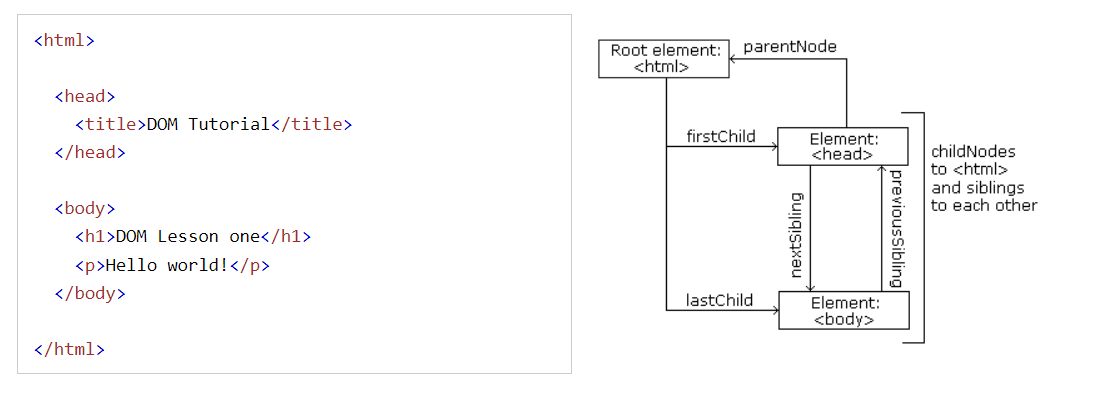 <html>
<head>
<title>DOM Tutorial</title>
</head>
<body>
<h1>DOM Lesson one</h1>
<p>Hello world!</p>
</body>
</html>
Root element:
<html>
parentNode
firstChild
Element:
<head>
childNodes
to <html>
and siblings
to each other
nextSibling
previousSibling
lastChild
Element:
<body>